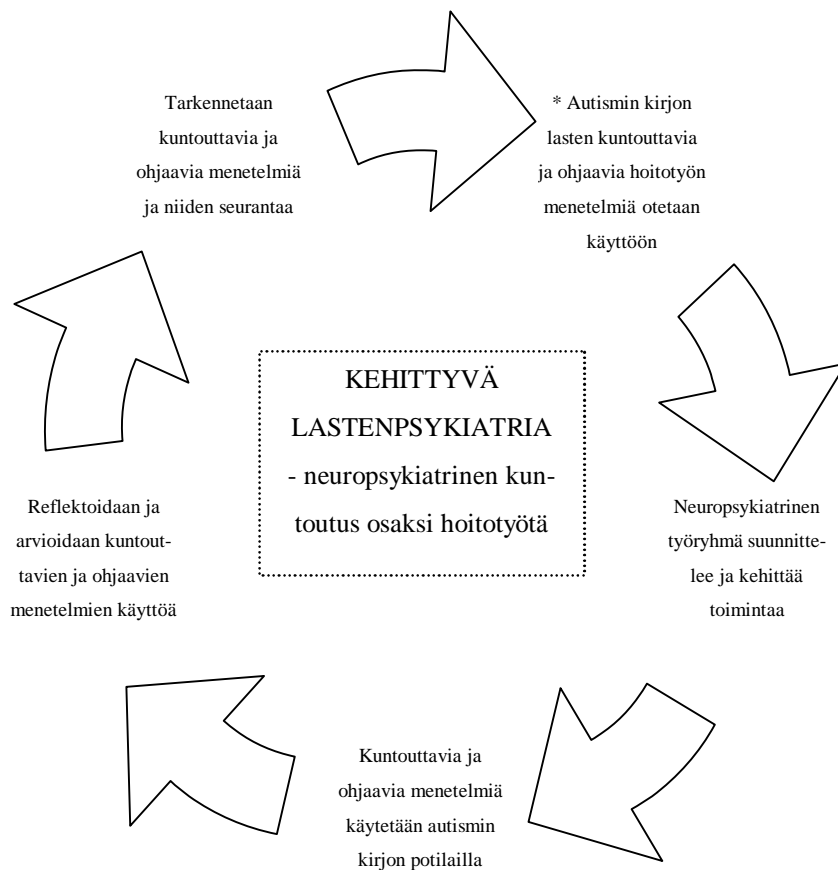 Tarkennetaan
kuntouttavia ja
ohjaavia menetelmiä
ja niiden seurantaa
* Autismin kirjon
lasten kuntouttavia
ja ohjaavia hoitotyön
menetelmiä otetaan
käyttöön
KEHITTYVÄ
LASTENPSYKIATRIA
- neuropsykiatrinen kun-
toutus osaksi hoitotyötä
Neuropsykiatrinen
työryhmä suunnitte-
lee ja kehittää
toimintaa
Kuntouttavia ja
ohjaavia menetelmiä
käytetään autismin
kirjon potilailla
Reflektoidaan ja
arvioidaan kuntout-
tavien ja ohjaavien
menetelmien käyttöä